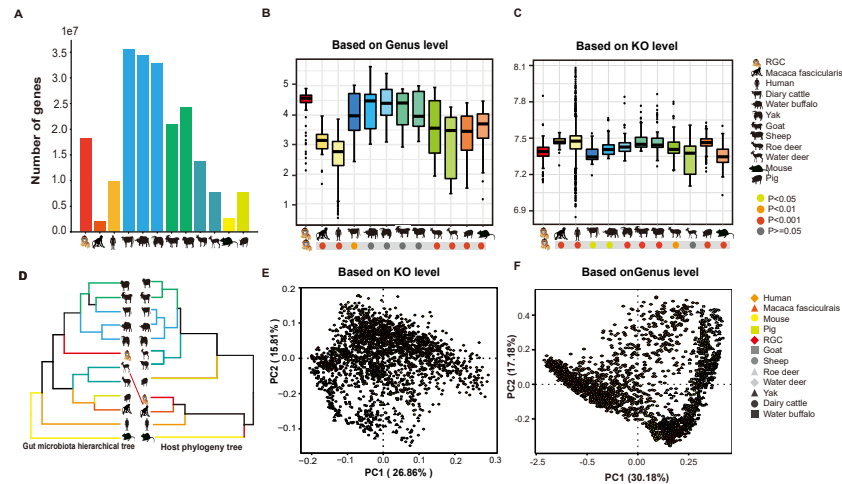 A
B
C
1e7
Number of genes
3.5
3.0
2.5
2.0
1.5
1.0
0.5
0.0
Based on Genus level
5
4
3
2
1
Based on KO level
8.1
7.8
7.5
7.2
6.9
RGC
Macaca fascicularis
Human
Diary cattle
Water buffalo
Yak
Goat
Sheep
Roe deer
Water deer
Mouse
Pig
P<0.05
P<0.01
P<0.001
P>=0.05
D
E
F
Gut microbiota hierarchical tree
Host phylogeny tree
Based on KO level
PC2 ( 15.81% )
0.2
0.1
0.0
−0.2
−0.1
−0.2
−0.1
0.0
0.1
0.2
0.3
PC1 ( 26.86% )
Based onGenus level
PC2 ( 17.18%)
0.4
0.2
0.0
-0.2
-2.5
-0.5
0.0
0.25
PC1 (30.18%)
Human
Macaca fasciculrais
Mouse
Pig
RGC
Goat
Sheep
Roe deer
Water deer
Yak
Dairy cattle
Water buffalo